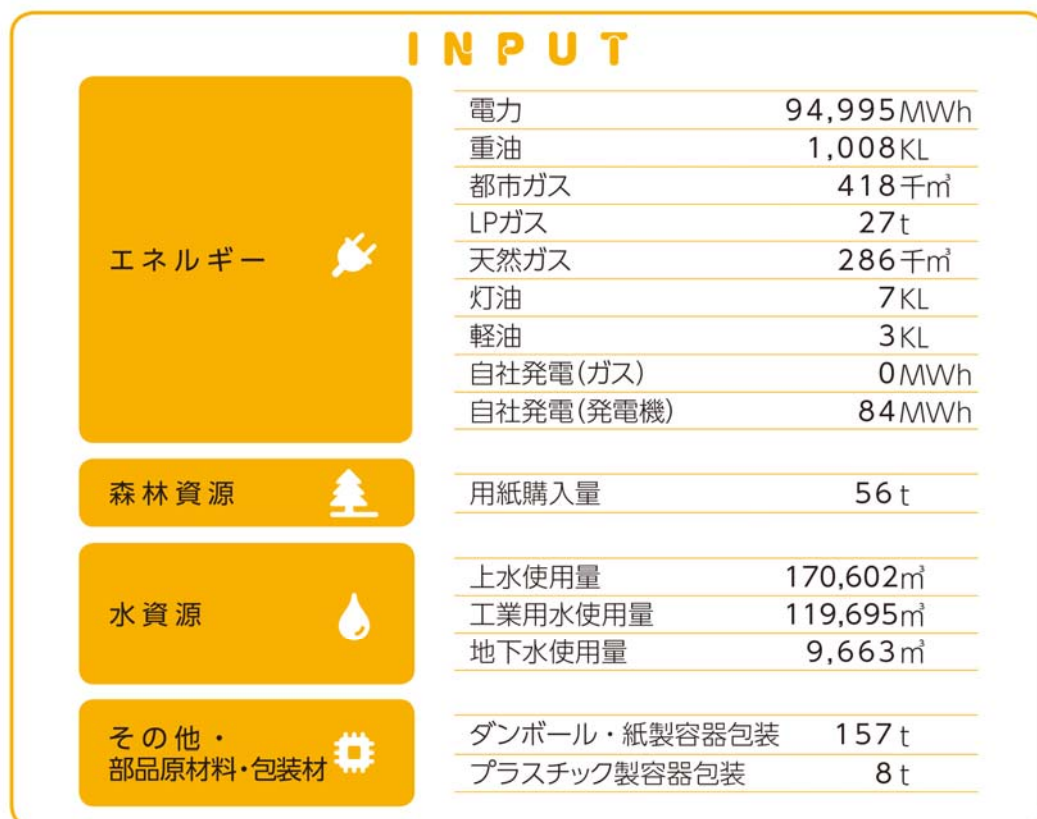 INPUT
エネルギー
電力 94,995MWh
重油 1,008KL
都市ガス 418千㎥
LPガス 27t
天然ガス 286千㎥
灯油 7KL
軽油 3KL
自社発電(ガス) 0MWh
自社発電(発電機) 84MWh
森林資源
用紙購入量 56t
水資源
上水使用量 170,602㎥
工業用水使用量 119,695㎥
地下水使用量 9,663㎥
その他・
部品原材料・包装材
ダンボール・紙製容器包装 157t
プラスチック製容器包装 8t